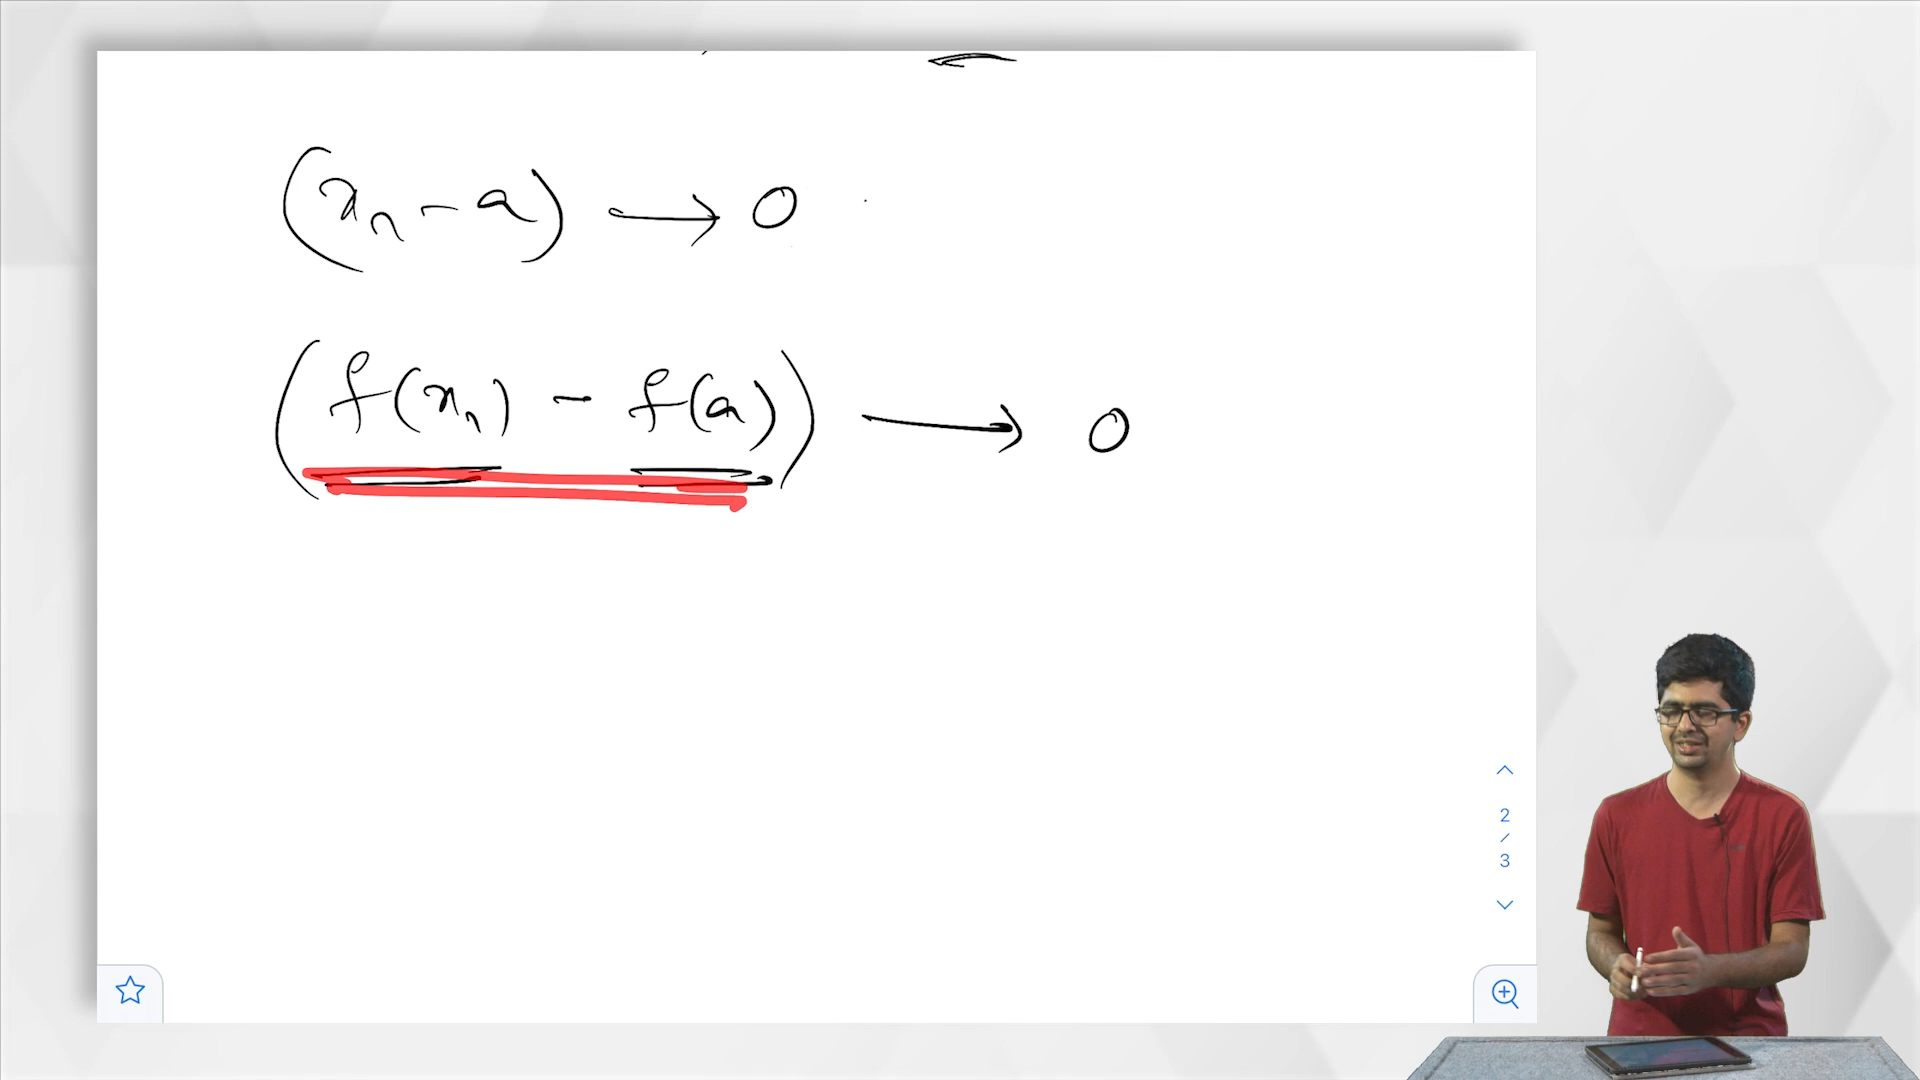 (xₙ - a) → 0
(f(xₙ) - f(a)) → 0
2
/
3